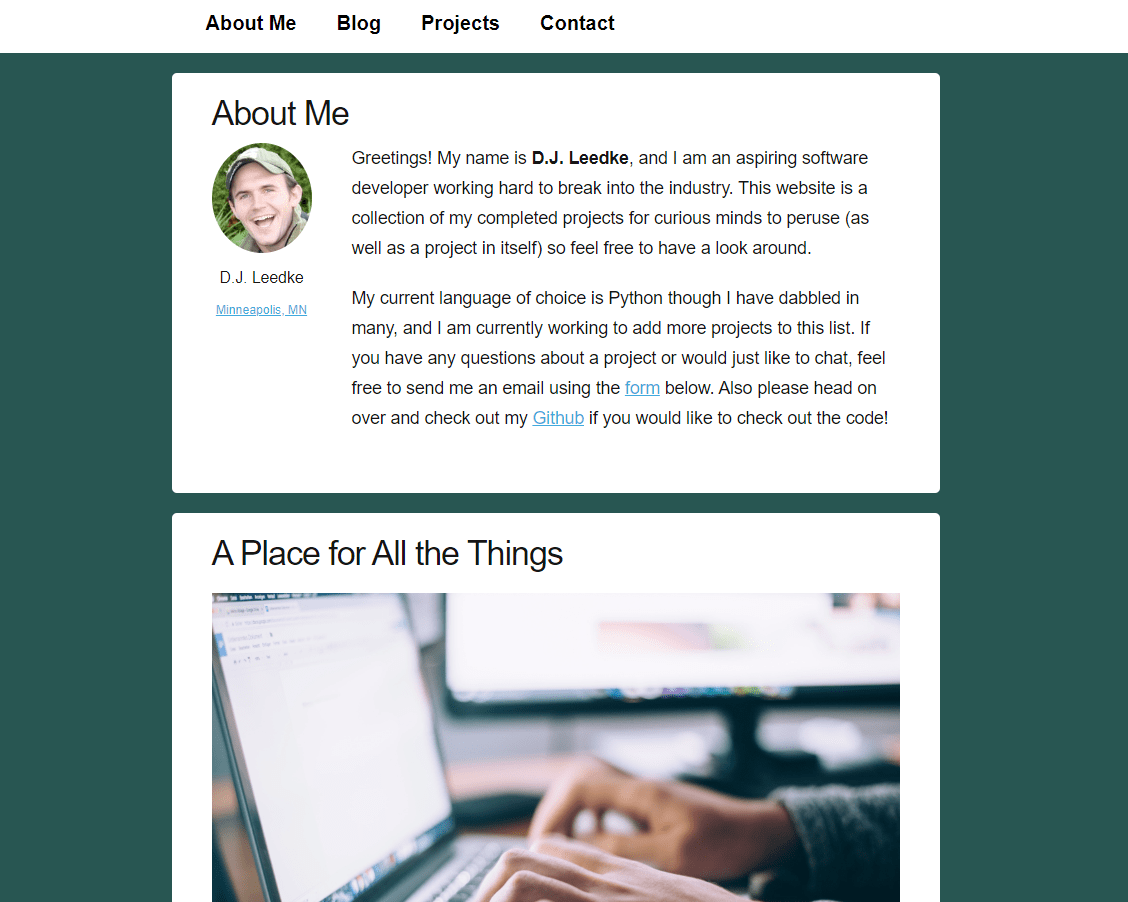 About Me Blog Projects Contact
About Me
Greetings! My name is D.J. Leedke, and I am an aspiring software
developer working hard to break into the industry. This website is a
collection of my completed projects for curious minds to peruse (as
well as a project in itself) so feel free to have a look around.
D.J. Leedke
Minneapolis, MN
My current language of choice is Python though I have dabbled in
many, and I am currently working to add more projects to this list. If
you have any questions about a project or would just like to chat, feel
free to send me an email using the form below. Also please head on
over and check out my Github if you would like to check out the code!
A Place for All the Things